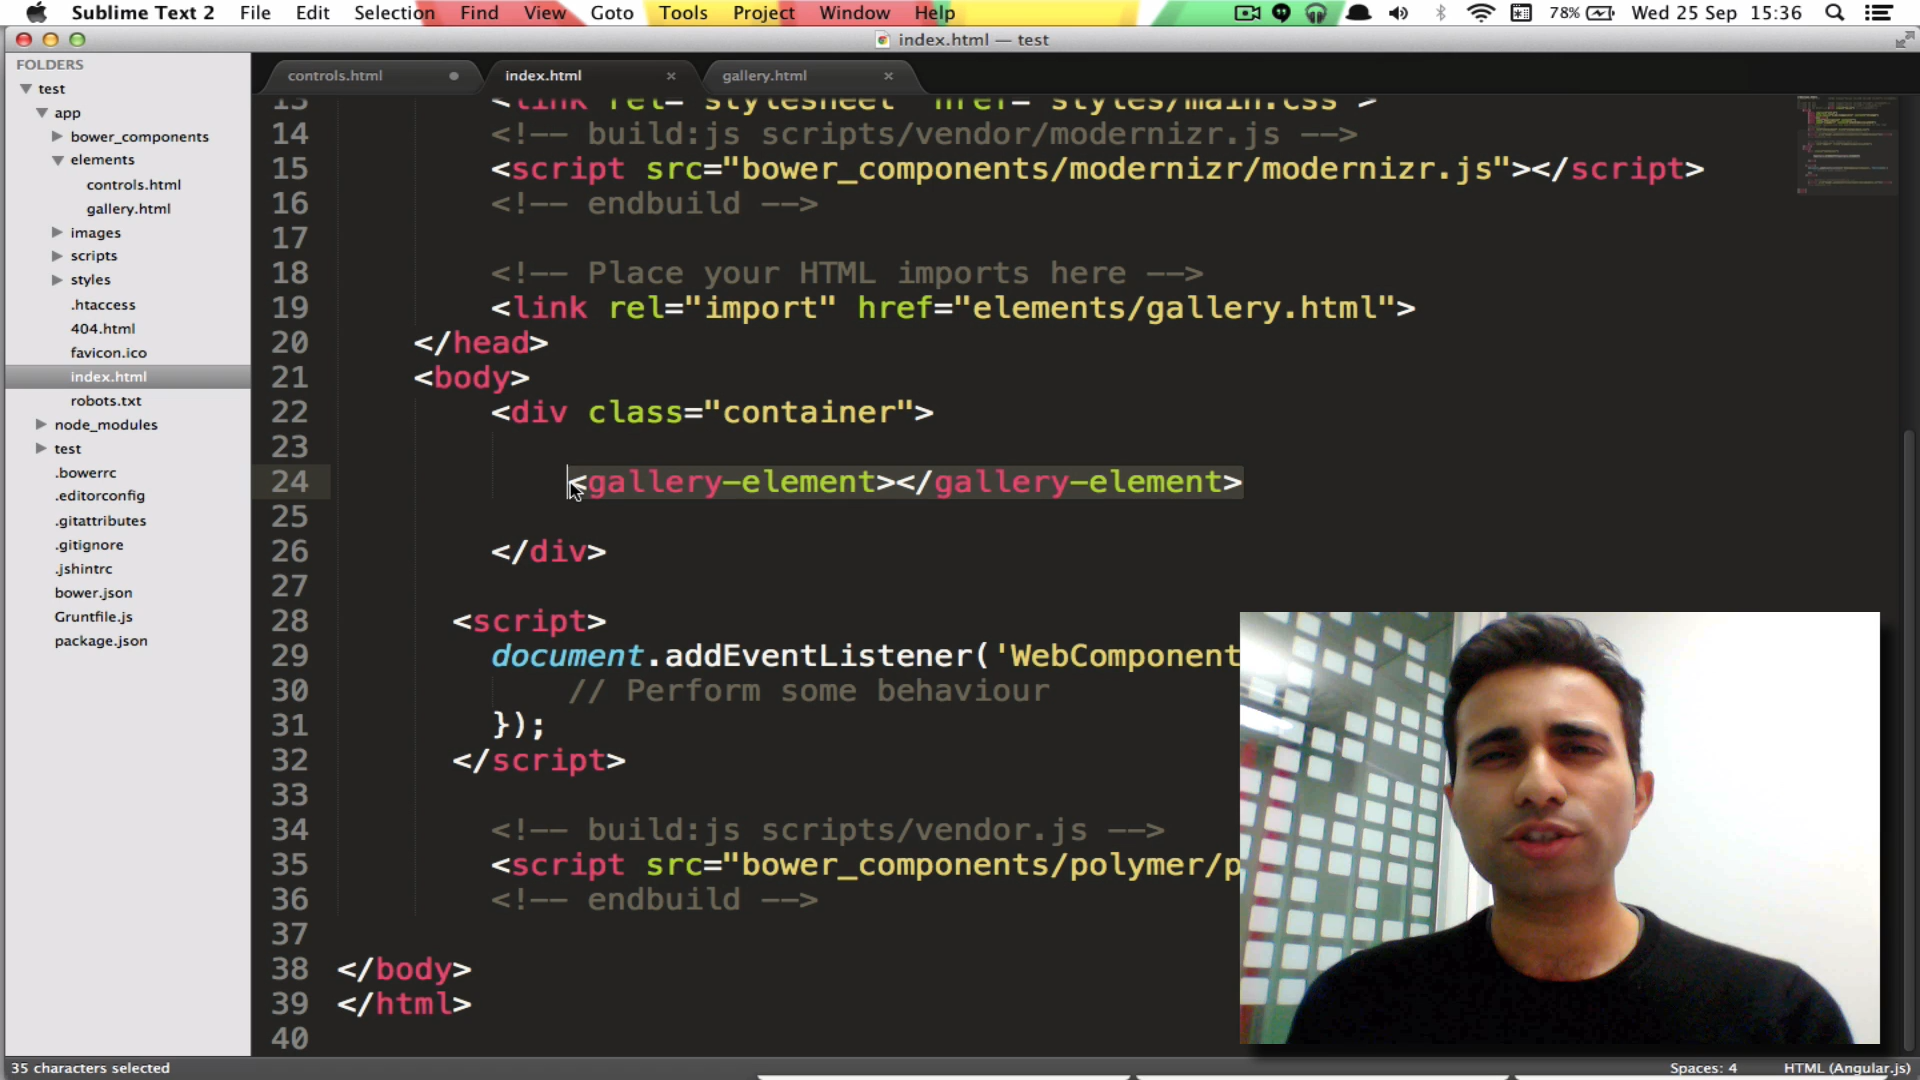 Sublime Text 2 File Edit Selection Find View Goto Tools Project Window Help 78% Wed 25 Sep 15:36
index.html — test
FOLDERS
test
app
bower_components
elements
controls.html
gallery.html
images
scripts
styles
.htaccess
404.html
favicon.ico
index.html
robots.txt
node_modules
test
.bowerrc
.editorconfig
.gitattributes
.gitignore
.jshintrc
bower.json
Gruntfile.js
package.json
controls.html index.html gallery.html
13 <link rel="stylesheet" href="styles/main.css">
14 <!-- build:js scripts/vendor/modernizr.js -->
15 <script src="bower_components/modernizr/modernizr.js"></script>
16 <!-- endbuild -->
17
18 <!-- Place your HTML imports here -->
19 <link rel="import" href="elements/gallery.html">
20 </head>
21 <body>
22 <div class="container">
23
24 <gallery-element></gallery-element>
25
26 </div>
27
28 <script>
29 document.addEventListener('WebComponent
30 // Perform some behaviour
31 });
32 </script>
33
34 <!-- build:js scripts/vendor.js -->
35 <script src="bower_components/polymer/p
36 <!-- endbuild -->
37
38 </body>
39 </html>
40
35 characters selected Spaces: 4 HTML (Angular.js)